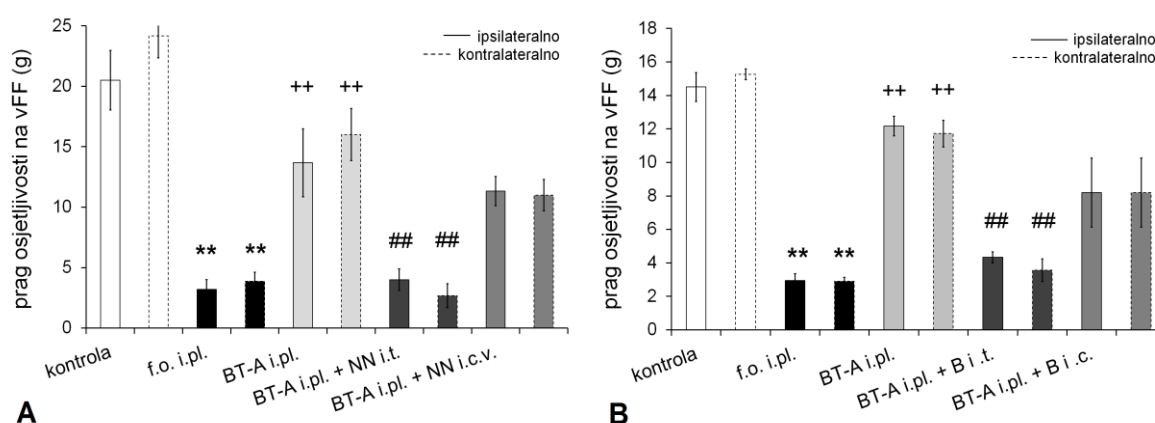 prag osjetljivosti na vFF (g)
25
20
15
10
5
0
ipsilateralno
kontralateralno
** **
++ ++
## ##
kontrola
f.o. i.pl.
BT-A i.pl.
BT-A i.pl. + NN i.t.
BT-A i.pl. + NN i.c.v.
A
prag osjetljivosti na vFF (g)
18
16
14
12
10
8
6
4
2
0
ipsilateralno
kontralateralno
** **
++ ++
## ##
kontrola
f.o. i.pl.
BT-A i.pl.
BT-A i.pl. + B i .t.
BT-A i.pl. + B i .c.
B